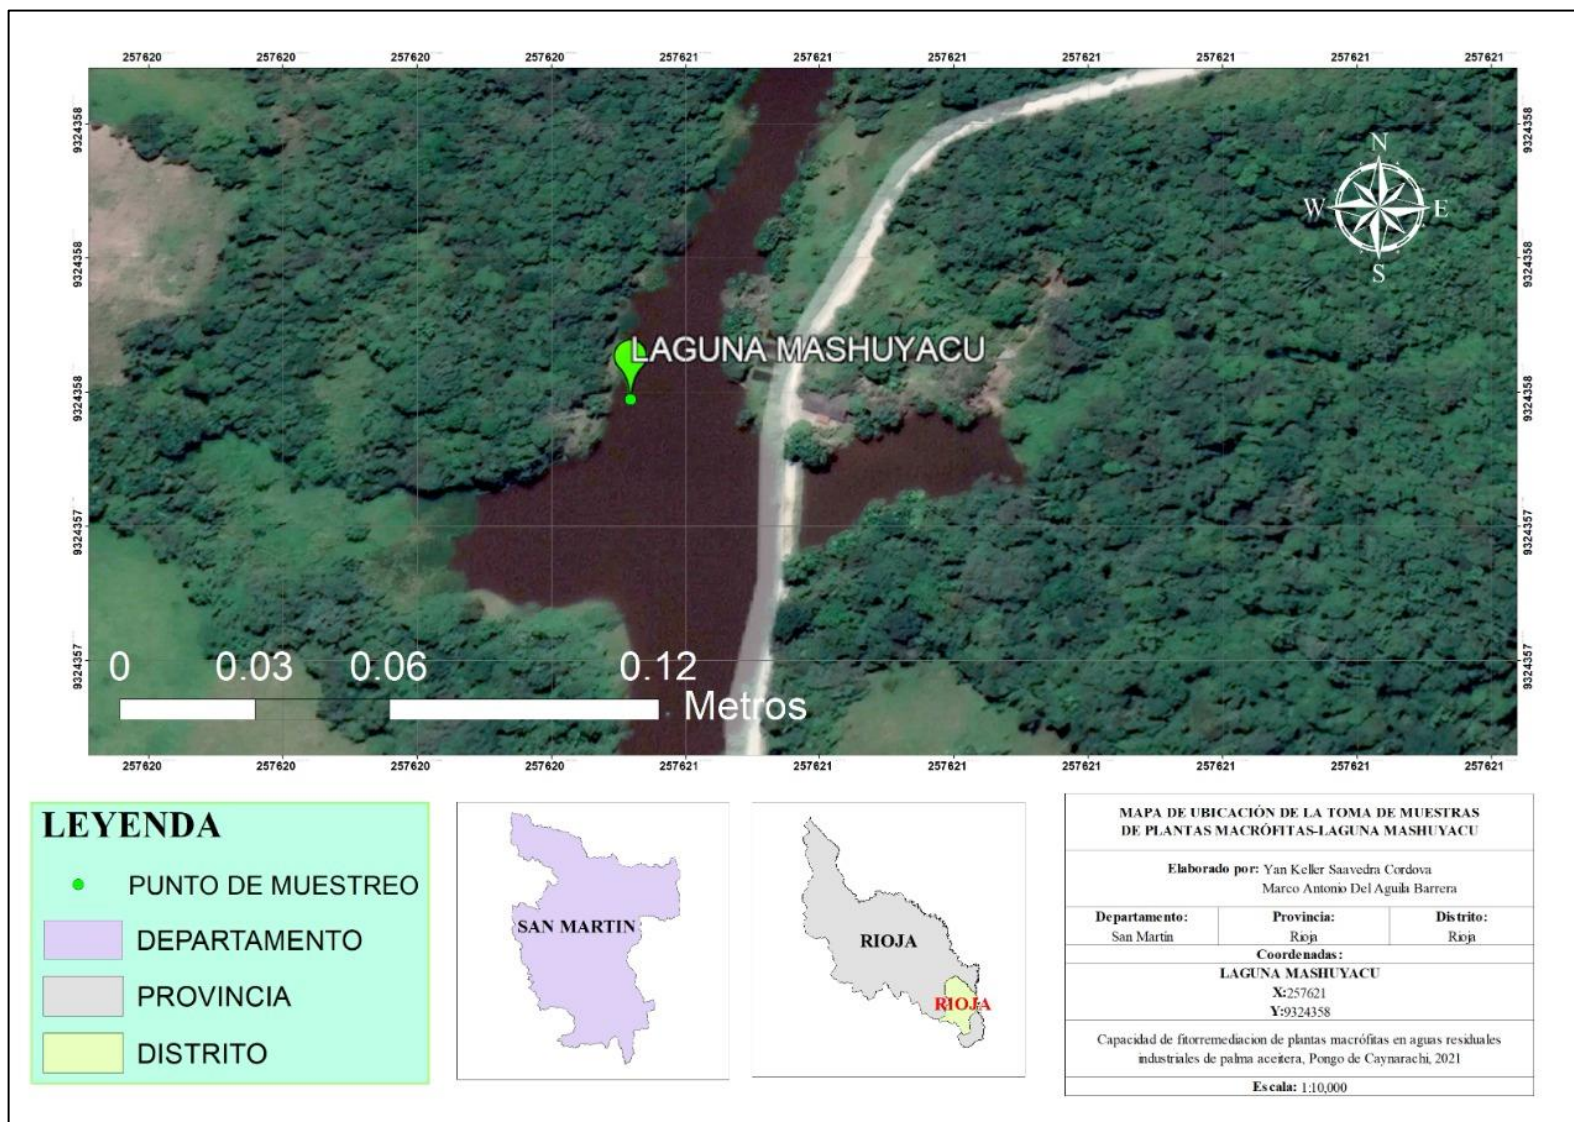 257620 257620 257620 257620 257621 257621 257621 257621 257621 257621 257621
9324358 9324358
N
W E
S
9324358 9324358
LAGUNA MASHUYACU
9324358 9324358
9324357 9324357
9324357 9324357
0 0.03 0.06 0.12
Metros
257620 257620 257620 257620 257621 257621 257621 257621 257621 257621 257621
LEYENDA
PUNTO DE MUESTREO
DEPARTAMENTO
PROVINCIA
DISTRITO
SAN MARTIN
RIOJA
RIOJA
MAPA DE UBICACIÓN DE LA TOMA DE MUESTRAS
DE PLANTAS MACRÓFITAS-LAGUNA MASHUYACU
Elaborado por: Yan Keller Saavedra Cordova
Marco Antonio Del Aguila Barrera
Departamento: Provincia: Distrito:
San Martín Rioja Rioja
Coordenadas:
LAGUNA MASHUYACU
X:257621
Y:9324358
Capacidad de fitorremediacion de plantas macrófitas en aguas residuales
industriales de palma aceitera, Pongo de Caynarachi, 2021
Escala: 1:10,000